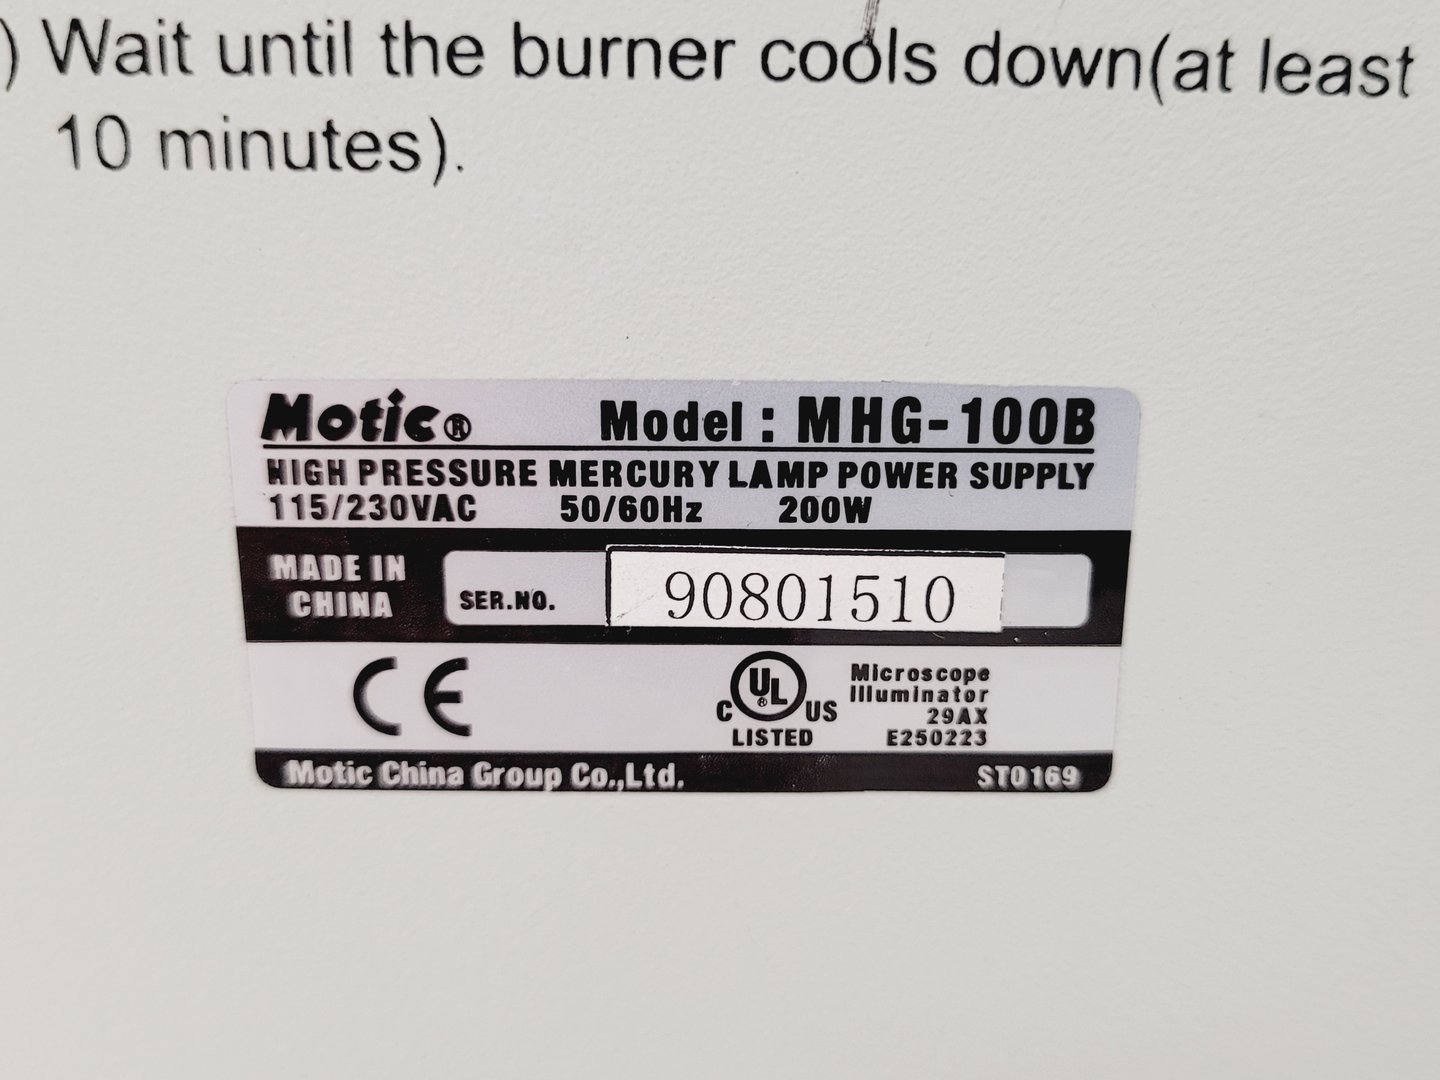 ) Wait until the burner cools down(at least
10 minutes).
Motic® Model : MHG-100B
HIGH PRESSURE MERCURY LAMP POWER SUPPLY
115/230VAC 50/60Hz 200W
MADE IN
CHINA
SER.NO. 90801510
CE
C UL® US
LISTED
Microscope
Illuminator
29AX
E250223
Motic China Group Co.,Ltd. ST0169